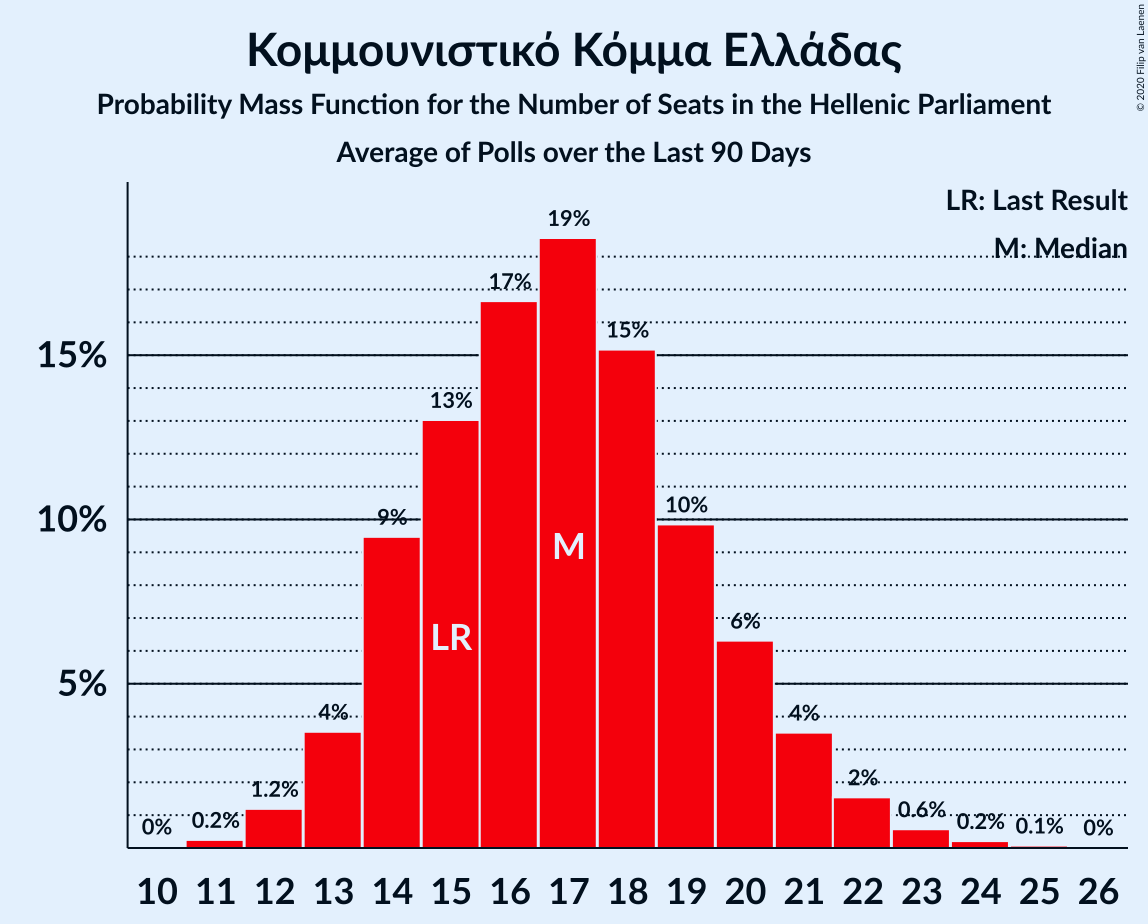 Κομμουνιστικό Κόμμα Ελλάδας
Probability Mass Function for the Number of Seats in the Hellenic Parliament
Average of Polls over the Last 90 Days
© 2020 Filip van Laenen
LR: Last Result
M: Median
19%
17%
15%
15%
13%
10%
10%
9%
M
LR
6%
5%
4%
4%
2%
1.2%
0.6%
0.2%
0.2%
0.1%
0%
0%
10 11 12 13 14 15 16 17 18 19 20 21 22 23 24 25 26